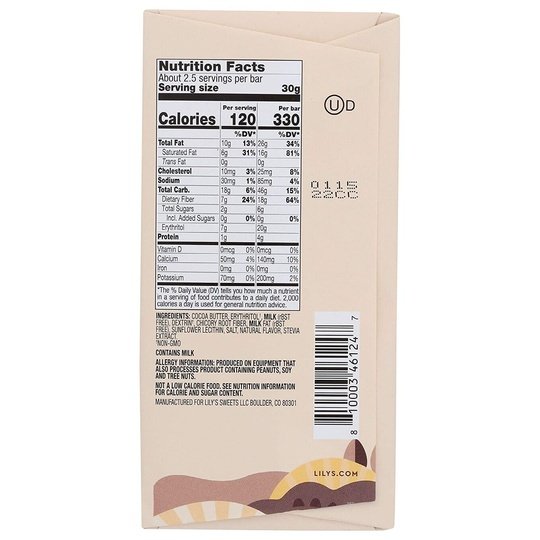 Nutrition Facts
About 2.5 servings per bar
Serving size 30g
Per serving Per bar
Calories 120 330
%DV* %DV*
Total Fat 10g 13% 26g 34%
Saturated Fat 6g 31% 16g 81%
Trans Fat 0g 0g
Cholesterol 10mg 3% 25mg 8%
Sodium 30mg 1% 85mg 4%
Total Carb. 18g 6% 46g 15%
Dietary Fiber 7g 24% 18g 64%
Total Sugars 2g 6g
Incl. Added Sugars 0g 0% 0g 0%
Erythritol 7g 20g
Protein 1g 4g
Vitamin D 0mcg 0% 0mcg 0%
Calcium 50mg 4% 140mg 10%
Iron 0mg 0% 0mg 0%
Potassium 70mg 0% 200mg 2%
*The % Daily Value (DV) tells you how much a nutrient
in a serving of food contributes to a daily diet. 2,000
calories a day is used for general nutrition advice.
INGREDIENTS: COCOA BUTTER, ERYTHRITOL¹, MILK (rBST
FREE), DEXTRIN¹, CHICORY ROOT FIBER, MILK FAT (rBST
FREE), SUNFLOWER LECITHIN, SALT, NATURAL FLAVOR, STEVIA
EXTRACT.
¹NON-GMO
CONTAINS MILK
ALLERGY INFORMATION: PRODUCED ON EQUIPMENT THAT
ALSO PROCESSES PRODUCT CONTAINING PEANUTS, SOY
AND TREE NUTS.
NOT A LOW CALORIE FOOD. SEE NUTRITION INFORMATION
FOR CALORIE AND SUGAR CONTENT.
MANUFACTURED FOR LILY'S SWEETS LLC BOULDER, CO 80301
U D
0115
22CC
8 10003 46124 7
LILYS.COM